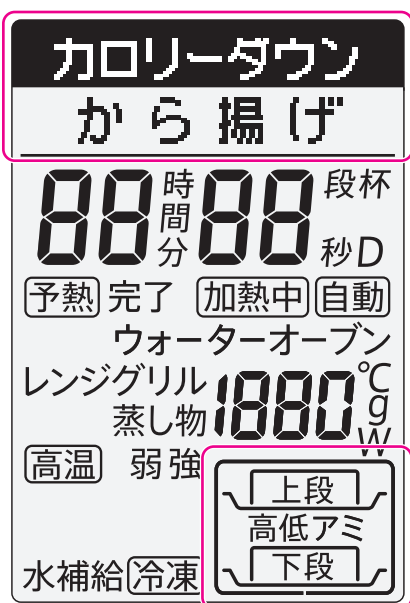 カロリーダウン
から揚げ
88時間分88段杯秒D
予熱 完了 加熱中 自動
ウォーターオーブン
レンジグリル 1880℃
蒸し物 g
W
高温 弱 強
上段
高低アミ
水補給 冷凍 下段